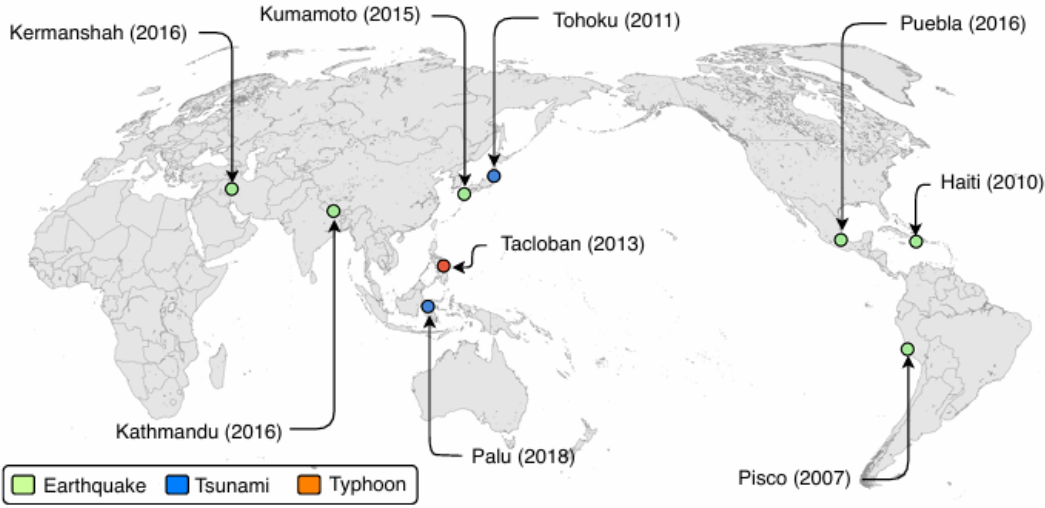 Kumamoto (2015)
Tohoku (2011)
Puebla (2016)
Kermanshah (2016)
Haiti (2010)
Tacloban (2013)
Kathmandu (2016)
Palu (2018)
Pisco (2007)
Earthquake
Tsunami
Typhoon